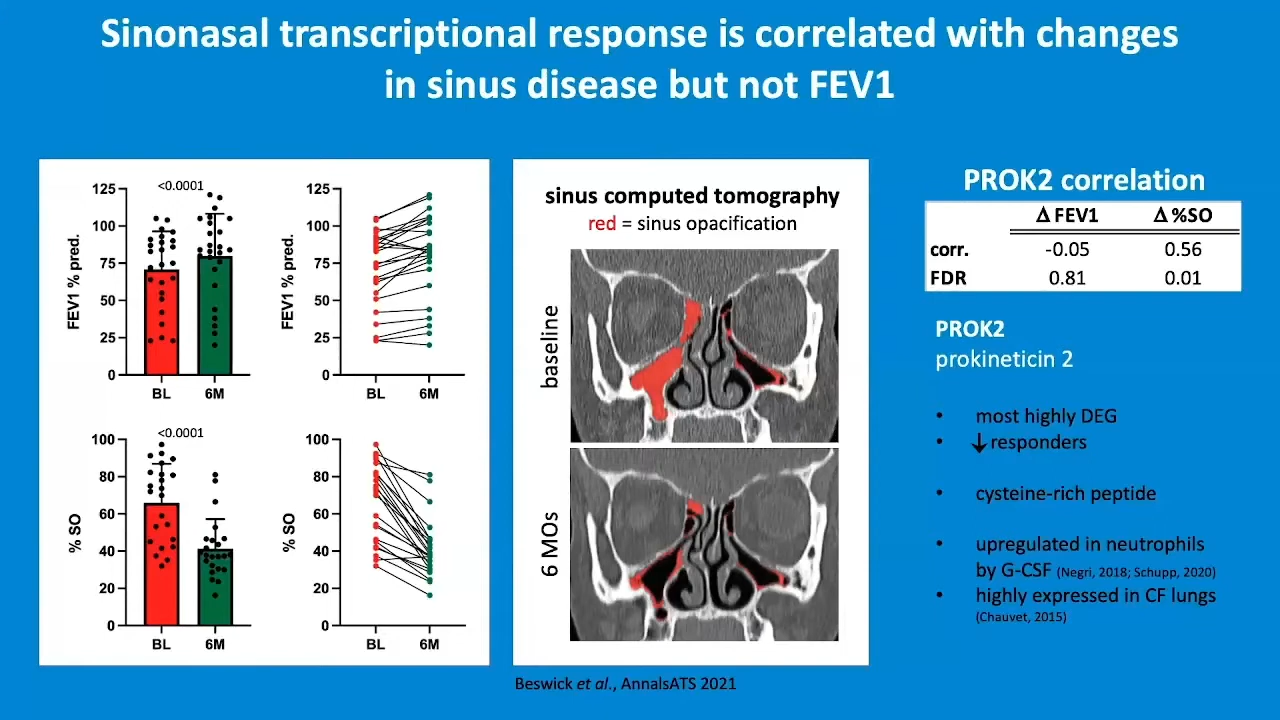 Sinonasal transcriptional response is correlated with changes
in sinus disease but not FEV1
<0.0001
125
100
75
50
25
0
FEV1 % pred.
BL
6M
125
100
75
50
25
0
FEV1 % pred.
BL
6M
<0.0001
100
80
60
40
20
0
% SO
BL
6M
100
80
60
40
20
0
% SO
BL
6M
sinus computed tomography
red = sinus opacification
baseline
6 MOs
Beswick et al., AnnalsATS 2021
PROK2 correlation
Δ FEV1 Δ %SO
corr. -0.05 0.56
FDR 0.81 0.01
PROK2
prokineticin 2
• most highly DEG
• ↓ responders
• cysteine-rich peptide
• upregulated in neutrophils
by G-CSF (Negri, 2018; Schupp, 2020)
• highly expressed in CF lungs
(Chauvet, 2015)